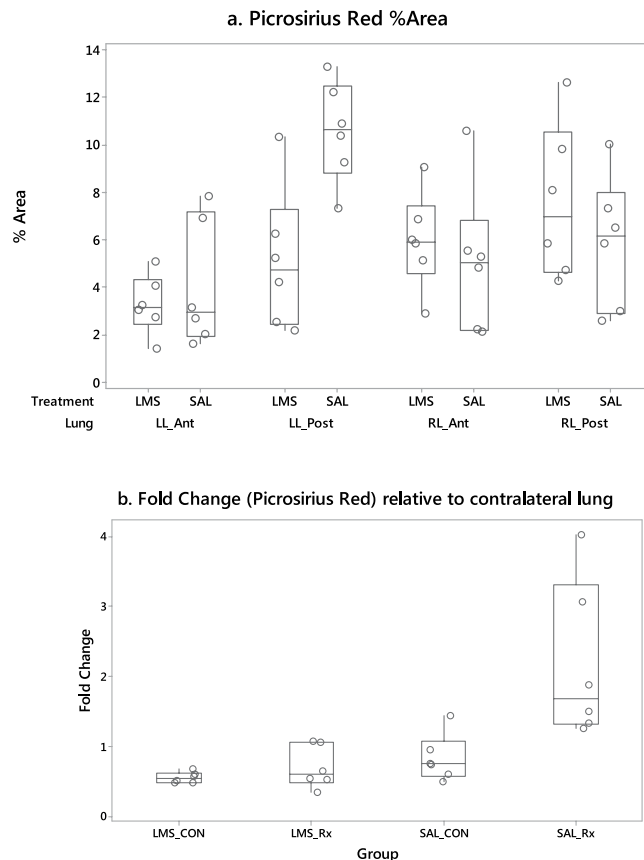 a. Picrosirius Red %Area
% Area
14
12
10
8
6
4
2
0
Treatment LMS SAL LMS SAL LMS SAL LMS SAL
Lung LL_Ant LL_Post RL_Ant RL_Post
b. Fold Change (Picrosirius Red) relative to contralateral lung
Fold Change
4
3
2
1
0
LMS_CON LMS_Rx SAL_CON SAL_Rx
Group